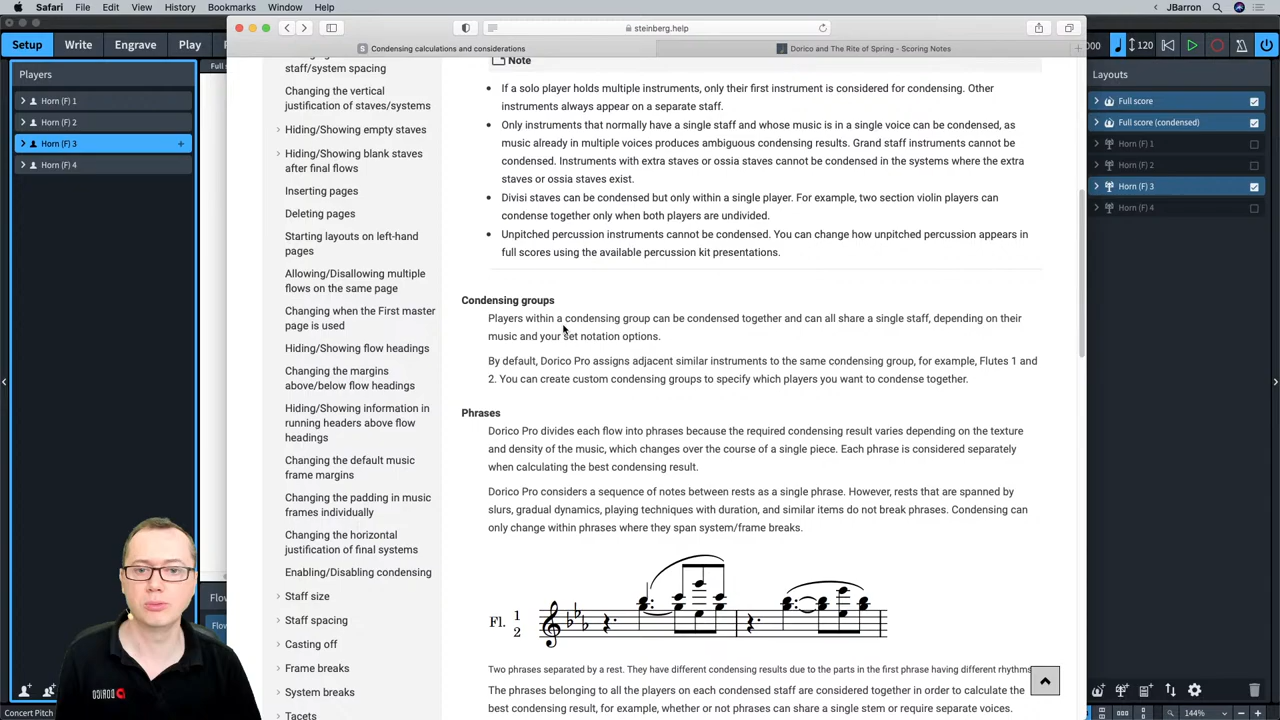 Safari File Edit View History Bookmarks Window Help JBarron
Setup Write Engrave Play
steinberg.help
000 120
Condensing calculations and considerations
Dorico and The Rite of Spring - Scoring Notes
Players
Horn (F) 1
Horn (F) 2
Horn (F) 3
Horn (F) 4
Full s
staff/system spacing
Changing the vertical
justification of staves/systems
Hiding/Showing empty staves
Hiding/Showing blank staves
after final flows
Inserting pages
Deleting pages
Starting layouts on left-hand
pages
Allowing/Disallowing multiple
flows on the same page
Changing when the First master
page is used
Hiding/Showing flow headings
Changing the margins
above/below flow headings
Hiding/Showing information in
running headers above flow
headings
Changing the default music
frame margins
Changing the padding in music
frames individually
Changing the horizontal
justification of final systems
Enabling/Disabling condensing
Staff size
Staff spacing
Casting off
Frame breaks
System breaks
Tacets
Note
If a solo player holds multiple instruments, only their first instrument is considered for condensing. Other
instruments always appear on a separate staff.
Only instruments that normally have a single staff and whose music is in a single voice can be condensed, as
music already in multiple voices produces ambiguous condensing results. Grand staff instruments cannot be
condensed. Instruments with extra staves or ossia staves cannot be condensed in the systems where the extra
staves or ossia staves exist.
Divisi staves can be condensed but only within a single player. For example, two section violin players can
condense together only when both players are undivided.
Unpitched percussion instruments cannot be condensed. You can change how unpitched percussion appears in
full scores using the available percussion kit presentations.
Condensing groups
Players within a condensing group can be condensed together and can all share a single staff, depending on their
music and your set notation options.
By default, Dorico Pro assigns adjacent similar instruments to the same condensing group, for example, Flutes 1 and
2. You can create custom condensing groups to specify which players you want to condense together.
Phrases
Dorico Pro divides each flow into phrases because the required condensing result varies depending on the texture
and density of the music, which changes over the course of a single piece. Each phrase is considered separately
when calculating the best condensing result.
Dorico Pro considers a sequence of notes between rests as a single phrase. However, rests that are spanned by
slurs, gradual dynamics, playing techniques with duration, and similar items do not break phrases. Condensing can
only change within phrases where they span system/frame breaks.
Fl. 1
2
Two phrases separated by a rest. They have different condensing results due to the parts in the first phrase having different rhythms
The phrases belonging to all the players on each condensed staff are considered together in order to calculate the
best condensing result, for example, whether or not phrases can share a single stem or require separate voices.
Layouts
Full score
Full score (condensed)
Horn (F) 1
Horn (F) 2
Horn (F) 3
Horn (F) 4
Flow
Flow
DORICO
Concert Pitch
144%